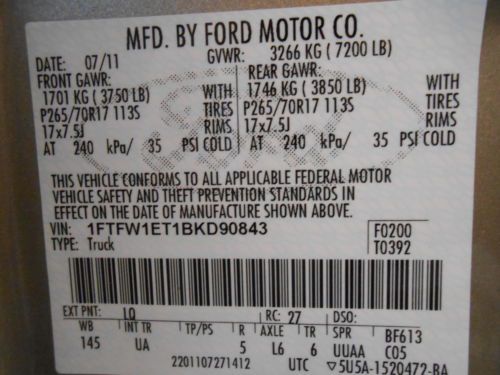 MFD. BY FORD MOTOR CO.
DATE: 07/11 GVWR: 3266 KG ( 7200 LB)
FRONT GAWR: REAR GAWR:
1701 KG ( 3750 LB) WITH 1746 KG ( 3850 LB) WITH
P265/70R17 113S TIRES P265/70R17 113S TIRES
17x7.5J RIMS 17x7.5J RIMS
AT 240 kPa/ 35 PSI COLD AT 240 kPa/ 35 PSI COLD
THIS VEHICLE CONFORMS TO ALL APPLICABLE FEDERAL MOTOR
VEHICLE SAFETY AND THEFT PREVENTION STANDARDS IN
EFFECT ON THE DATE OF MANUFACTURE SHOWN ABOVE.
VIN: 1FTFW1ET1BKD90843 F0200
TYPE: Truck T0392
EXT PNT: LQ RC: 27 DSO:
WB INT TR TP/PS R AXLE TR SPR BF613
145 UA 5 L6 6 UUAA C05
2201107271412 UTC 5U5A-1520472-BA